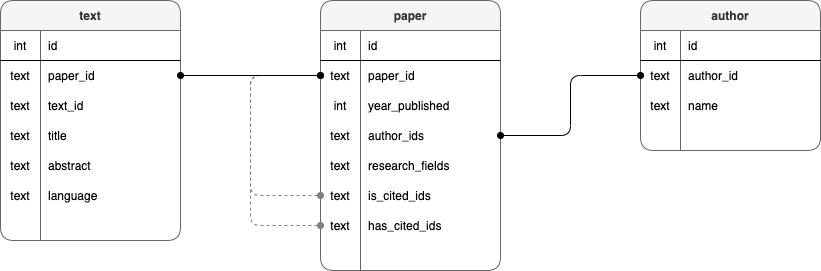 text
int id
text paper_id
text text_id
text title
text abstract
text language
paper
int id
text paper_id
int year_published
text author_ids
text research_fields
text is_cited_ids
text has_cited_ids
author
int id
text author_id
text name